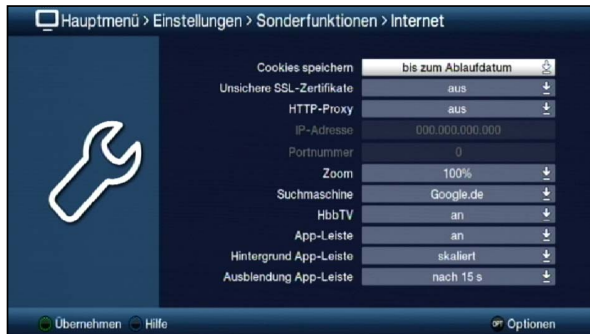 Hauptmenü > Einstellungen > Sonderfunktionen > Internet
Cookies speichern bis zum Ablaufdatum
Unsichere SSL-Zertifikate aus
HTTP-Proxy aus
IP-Adresse 000.000.000.000
Portnummer 0
Zoom 100%
Suchmaschine Google.de
HbbTV an
App-Leiste an
Hintergrund App-Leiste skaliert
Ausblendung App-Leiste nach 15 s
Übernehmen Hilfe OPT Optionen